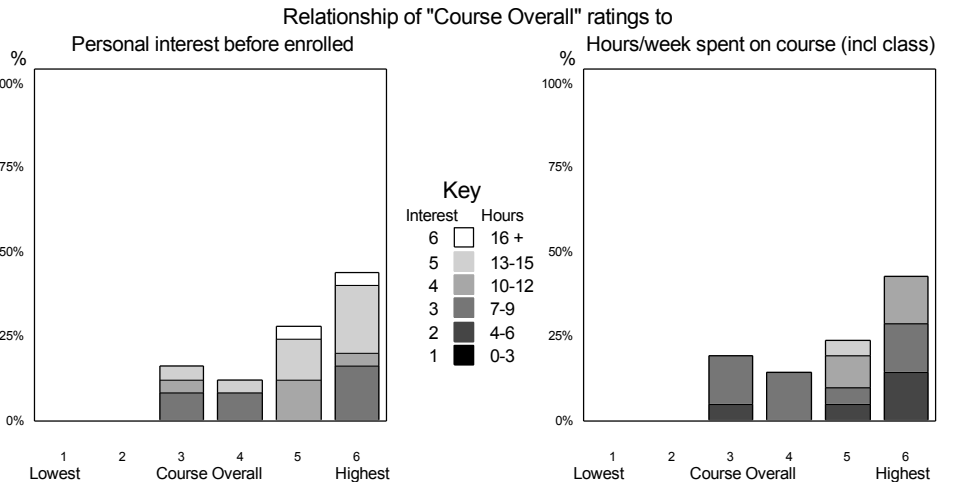 Relationship of "Course Overall" ratings to
Personal interest before enrolled
%
00%
75%
50%
25%
0%
1 2 3 4 5 6
Lowest Course Overall Highest
Key
Interest Hours
6 16 +
5 13-15
4 10-12
3 7-9
2 4-6
1 0-3
Hours/week spent on course (incl class)
%
100%
75%
50%
25%
0%
1 2 3 4 5 6
Lowest Course Overall Highest